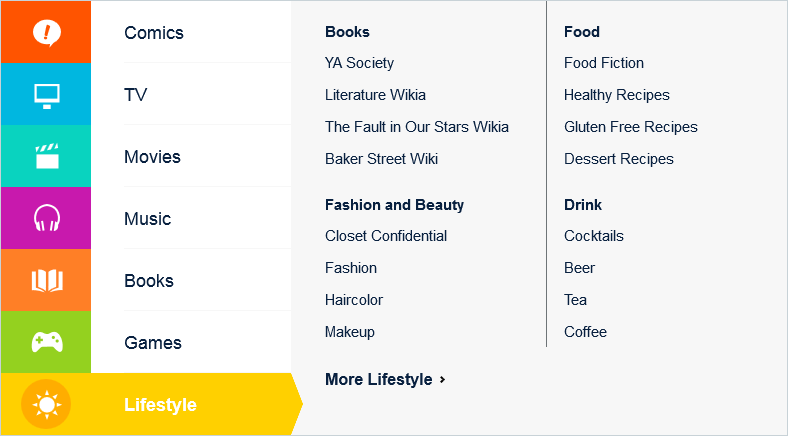 Comics
TV
Movies
Music
Books
Games
Lifestyle
Books
YA Society
Literature Wikia
The Fault in Our Stars Wikia
Baker Street Wiki
Fashion and Beauty
Closet Confidential
Fashion
Haircolor
Makeup
Food
Food Fiction
Healthy Recipes
Gluten Free Recipes
Dessert Recipes
Drink
Cocktails
Beer
Tea
Coffee
More Lifestyle ›